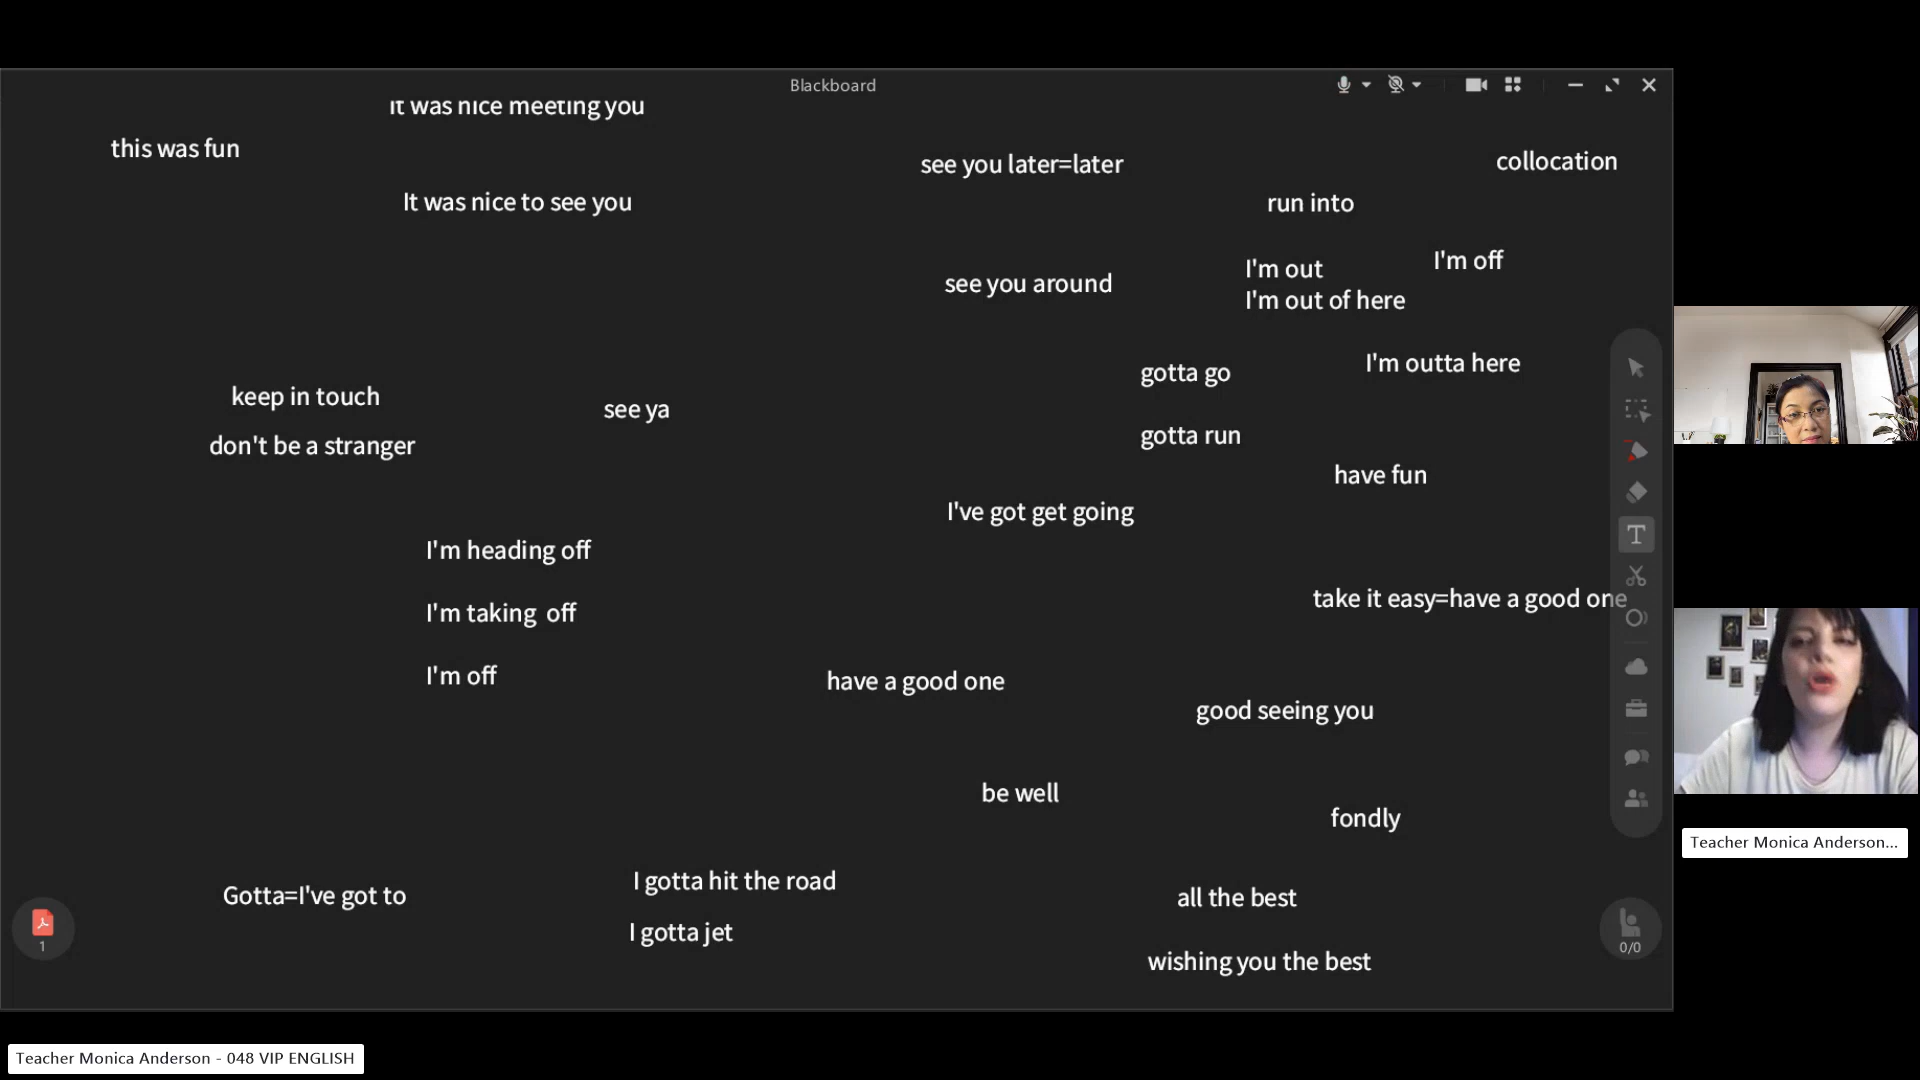 Blackboard
It was nice meeting you
this was fun
see you later=later
collocation
It was nice to see you
run into
I'm off
I'm out
see you around
I'm out of here
I'm outta here
gotta go
keep in touch
see ya
gotta run
don't be a stranger
have fun
I've got get going
I'm heading off
take it easy=have a good one
I'm taking  off
I'm off
have a good one
good seeing you
be well
fondly
Teacher Monica Anderson...
I gotta hit the road
Gotta=I've got to
all the best
I gotta jet
1
0/0
wishing you the best
Teacher Monica Anderson - 048 VIP ENGLISH